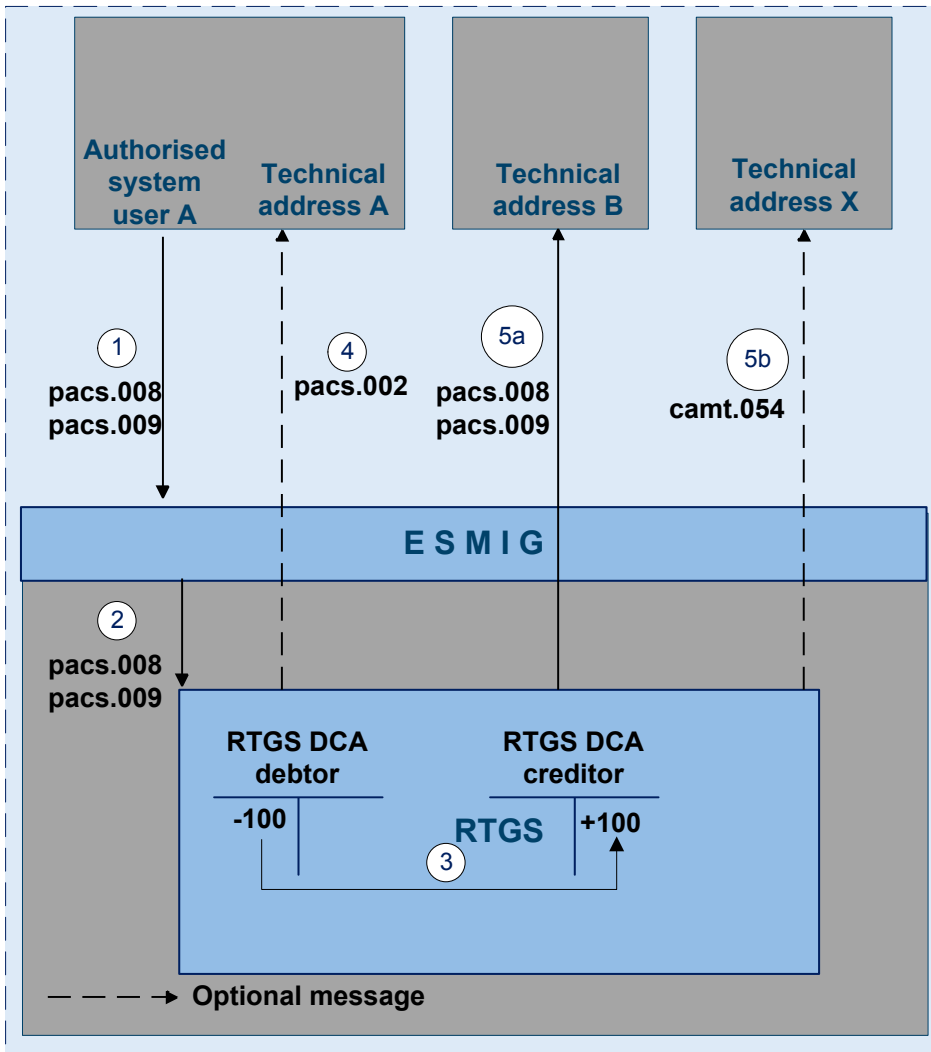 Authorised
system
user A
Technical
address A
Technical
address B
Technical
address X
1
pacs.008
pacs.009
4
pacs.002
5a
pacs.008
pacs.009
5b
camt.054
E S M I G
2
pacs.008
pacs.009
RTGS DCA
debtor
RTGS DCA
creditor
-100
RTGS
+100
3
Optional message